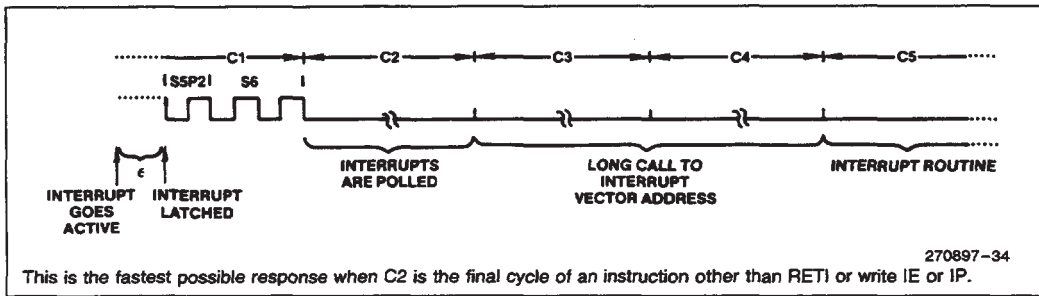 C1 C2 C3 C4 C5
S5P2 S6
ε
INTERRUPT GOES ACTIVE
INTERRUPT LATCHED
INTERRUPTS ARE POLLED
LONG CALL TO INTERRUPT VECTOR ADDRESS
INTERRUPT ROUTINE
270897–34
This is the fastest possible response when C2 is the final cycle of an instruction other than RETI or write IE or IP.